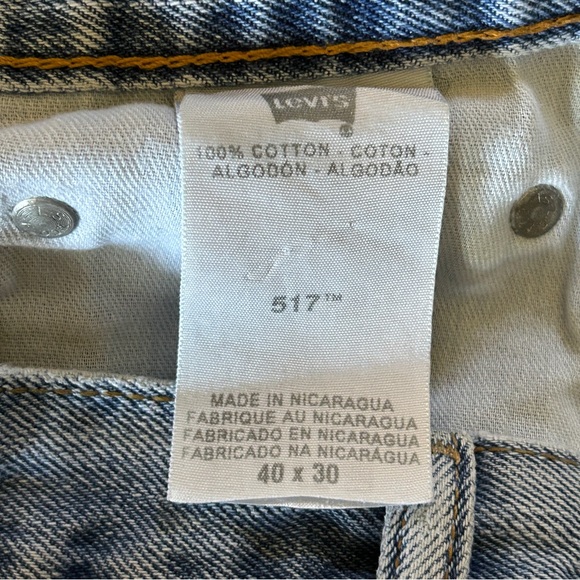 Levi's
100% COTTON - COTON -
ALGODÓN - ALGODÃO
517™
MADE IN NICARAGUA
FABRIQUE AU NICARAGUA
FABRICADO EN NICARAGUA
FABRICADO NA NICARÁGUA
40 x 30